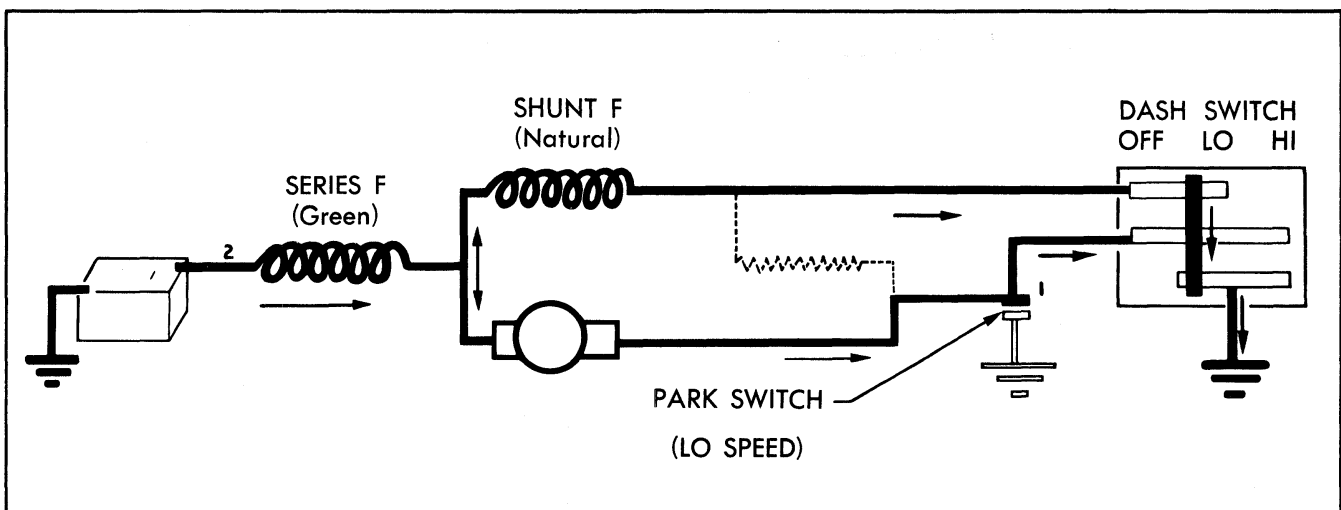 SHUNT F
(Natural)
DASH SWITCH
OFF LO HI
SERIES F
(Green)
2
1
PARK SWITCH
(LO SPEED)